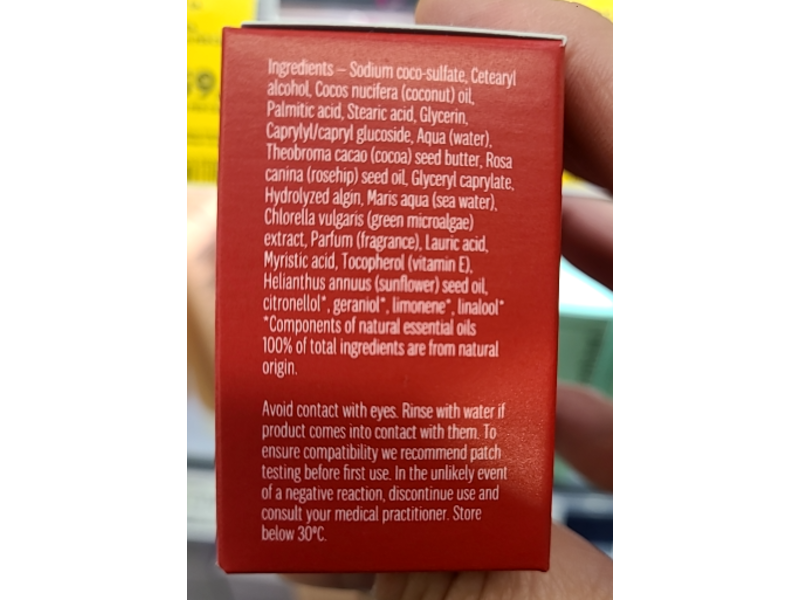 Ingredients – Sodium coco-sulfate, Cetearyl
alcohol, Cocos nucifera (coconut) oil,
Palmitic acid, Stearic acid, Glycerin,
Caprylyl/capryl glucoside, Aqua (water),
Theobroma cacao (cocoa) seed butter, Rosa
canina (rosehip) seed oil, Glyceryl caprylate,
Hydrolyzed algin, Maris aqua (sea water),
Chlorella vulgaris (green microalgae)
extract, Parfum (fragrance), Lauric acid,
Myristic acid, Tocopherol (vitamin E),
Helianthus annuus (sunflower) seed oil,
citronellol*, geraniol*, limonene*, linalool*
*Components of natural essential oils
100% of total ingredients are from natural
origin.
Avoid contact with eyes. Rinse with water if
product comes into contact with them. To
ensure compatibility we recommend patch
testing before first use. In the unlikely event
of a negative reaction, discontinue use and
consult your medical practitioner. Store
below 30°C.